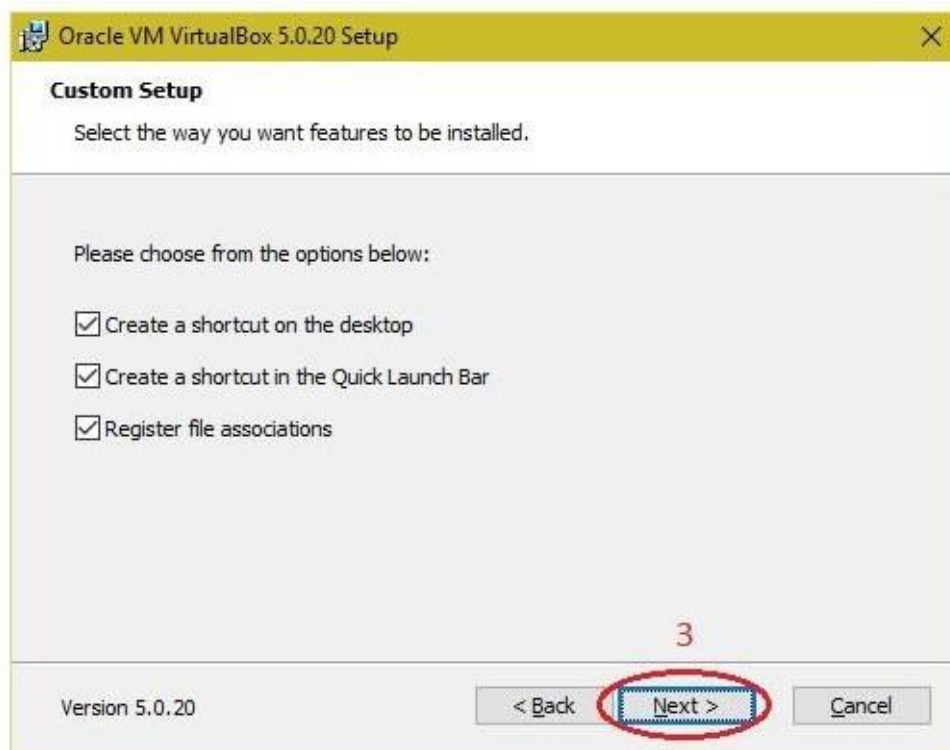 Oracle VM VirtualBox 5.0.20 Setup
Custom Setup
Select the way you want features to be installed.
Please choose from the options below:
Create a shortcut on the desktop
Create a shortcut in the Quick Launch Bar
Register file associations
3
Version 5.0.20
< Back
Next >
Cancel